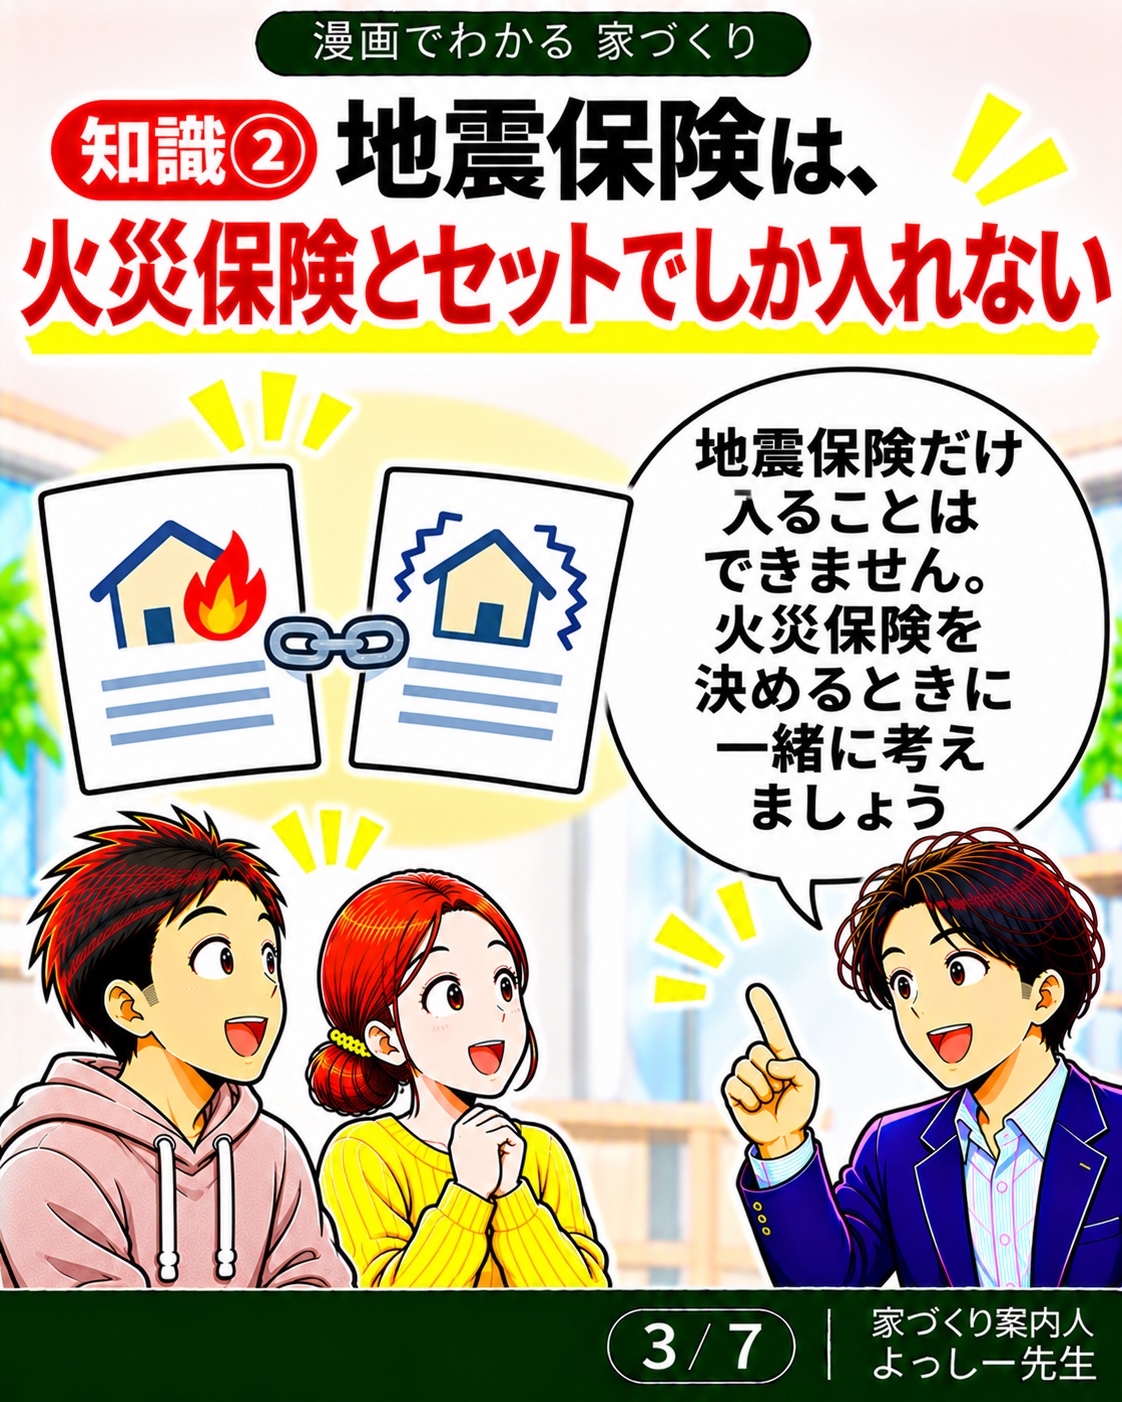 漫画でわかる 家づくり
知識② 地震保険は、
火災保険とセットでしか入れない
地震保険だけ
入ることは
できません。
火災保険を
決めるときに
一緒に考え
ましょう
3/7
家づくり案内人
よっしー先生